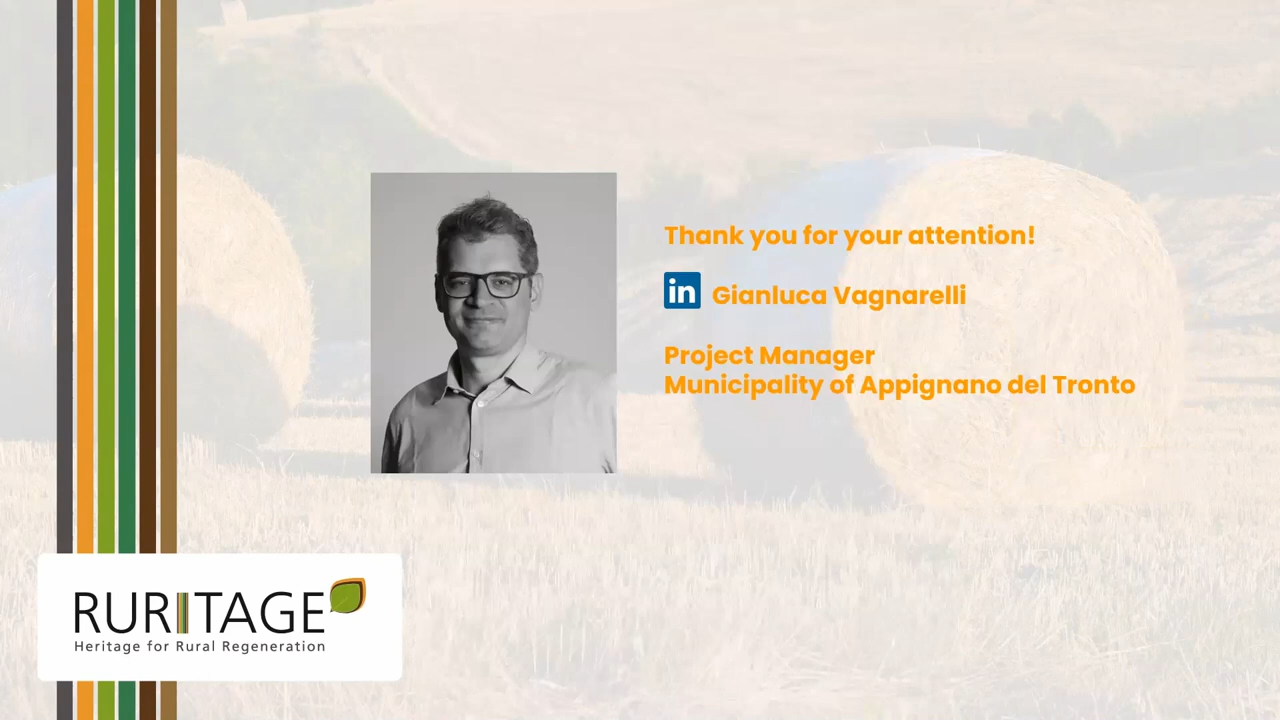 Thank you for your attention!
in Gianluca Vagnarelli
Project Manager
Municipality of Appignano del Tronto
RURITAGE
Heritage for Rural Regeneration